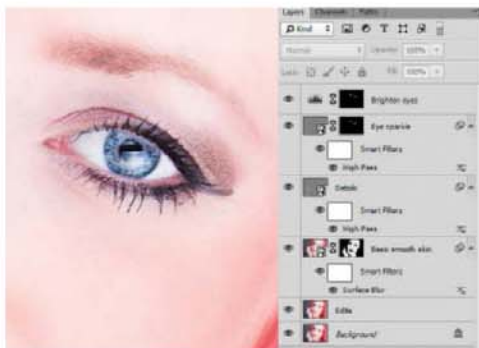 Layers Channels Paths
Kind
Normal Opacity: 100%
Lock: Fill: 100%
Brighten eyes
Eye sparkle
Smart Filters
High Pass
Details
Smart Filters
High Pass
Basic smooth skin
Smart Filters
Surface Blur
Edits
Background